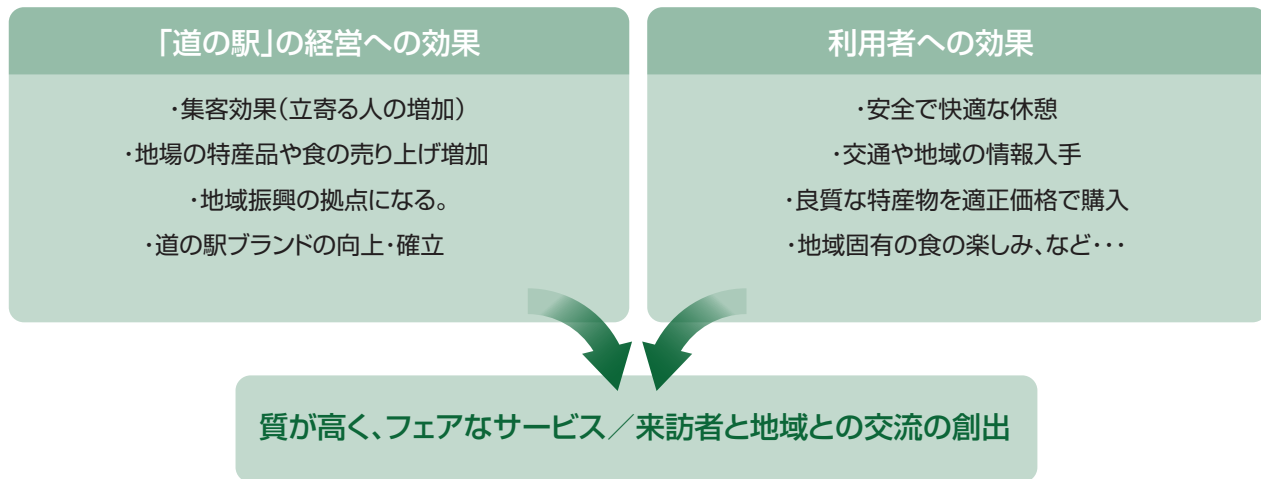 「道の駅」の経営への効果
・集客効果（立寄る人の増加）
・地場の特産品や食の売り上げ増加
・地域振興の拠点になる。
・道の駅ブランドの向上・確立
利用者への効果
・安全で快適な休憩
・交通や地域の情報入手
・良質な特産物を適正価格で購入
・地域固有の食の楽しみ、など・・・
質が高く、フェアなサービス／来訪者と地域との交流の創出